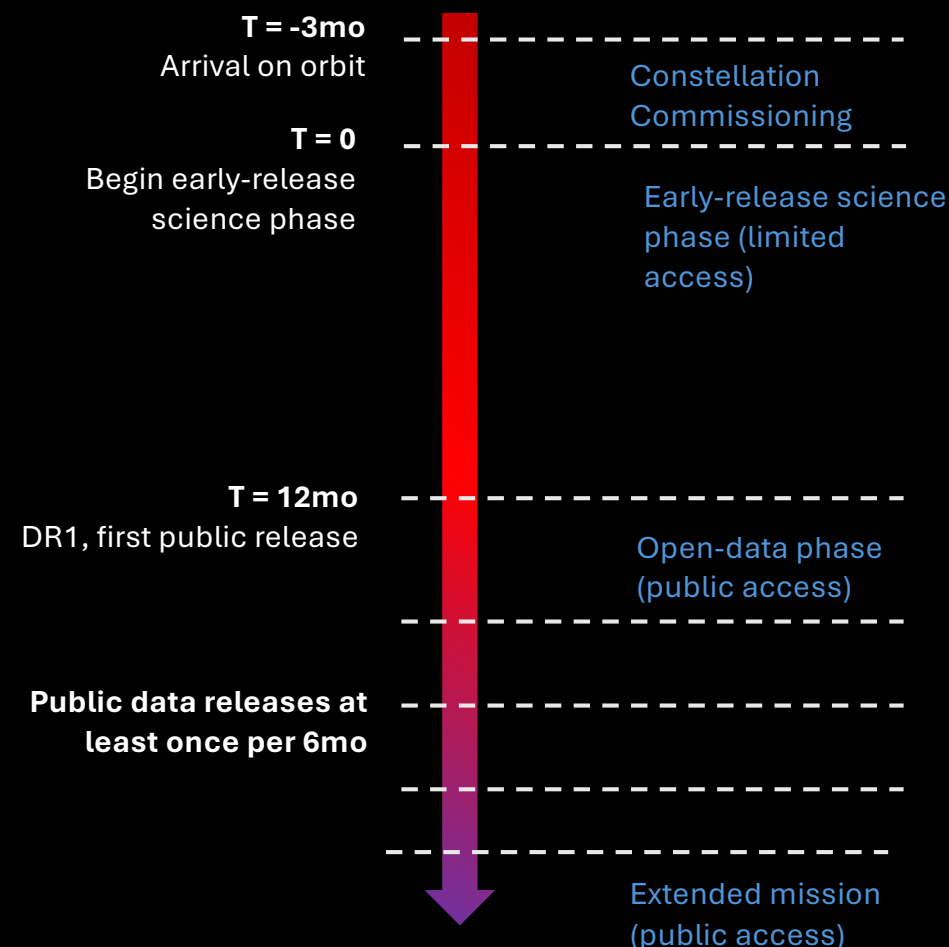 T = -3mo
Arrival on orbit
Constellation
Commissioning
T = 0
Begin early-release
science phase
Early-release science
phase (limited
access)
T = 12mo
DR1, first public release
Open-data phase
(public access)
Public data releases at
least once per 6mo
Extended mission
(public access)